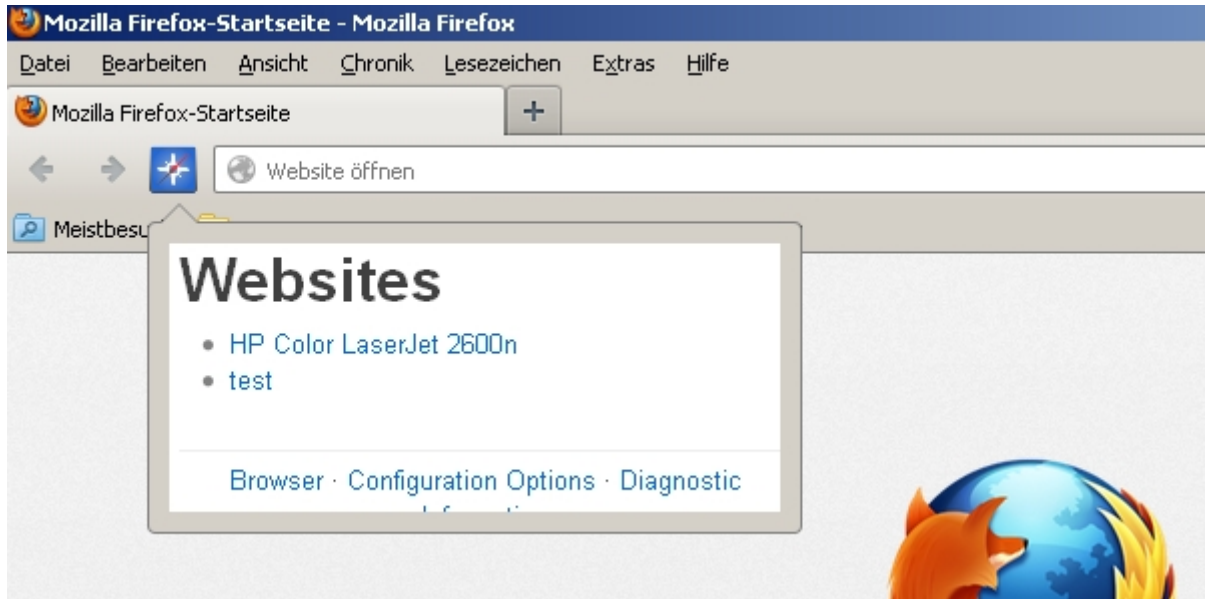 Mozilla Firefox-Startseite - Mozilla Firefox
Datei Bearbeiten Ansicht Chronik Lesezeichen Extras Hilfe
Mozilla Firefox-Startseite
Website öffnen
Websites
HP Color LaserJet 2600n
test
Browser · Configuration Options · Diagnostic